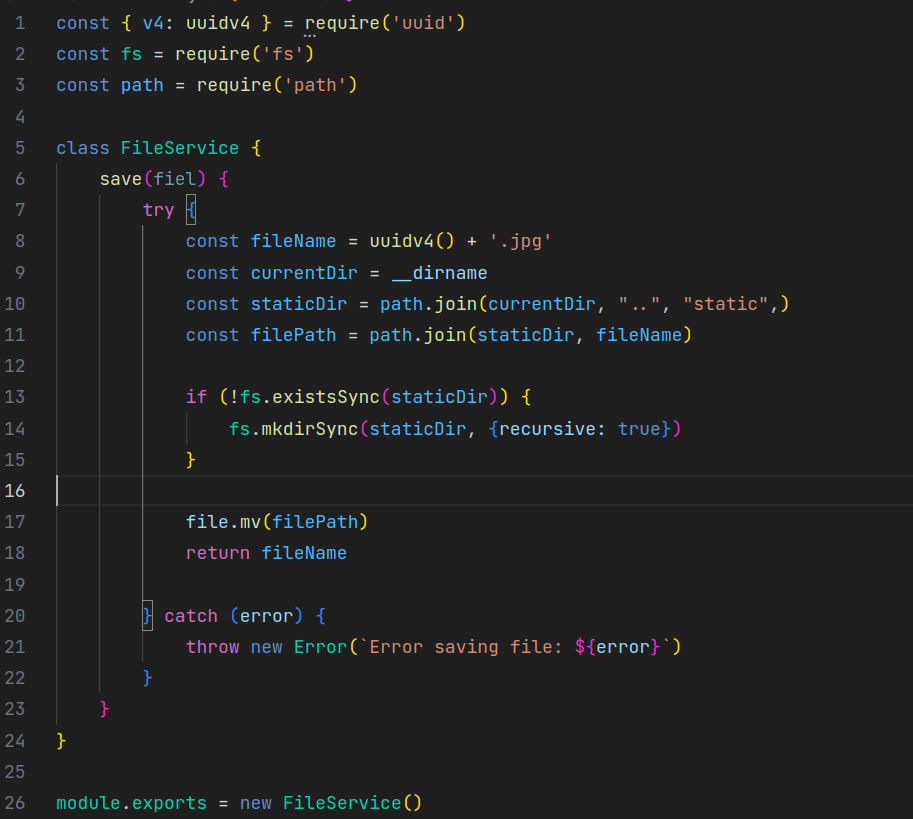 1 const { v4: uuidv4 } = require('uuid')
2 const fs = require('fs')
3 const path = require('path')
4
5 class FileService {
6 save(fiel) {
7 try {
8 const fileName = uuidv4() + '.jpg'
9 const currentDir = __dirname
10 const staticDir = path.join(currentDir, "..", "static",)
11 const filePath = path.join(staticDir, fileName)
12
13 if (!fs.existsSync(staticDir)) {
14 fs.mkdirSync(staticDir, {recursive: true})
15 }
16
17 file.mv(filePath)
18 return fileName
19
20 } catch (error) {
21 throw new Error(`Error saving file: ${error}`)
22 }
23 }
24 }
25
26 module.exports = new FileService()